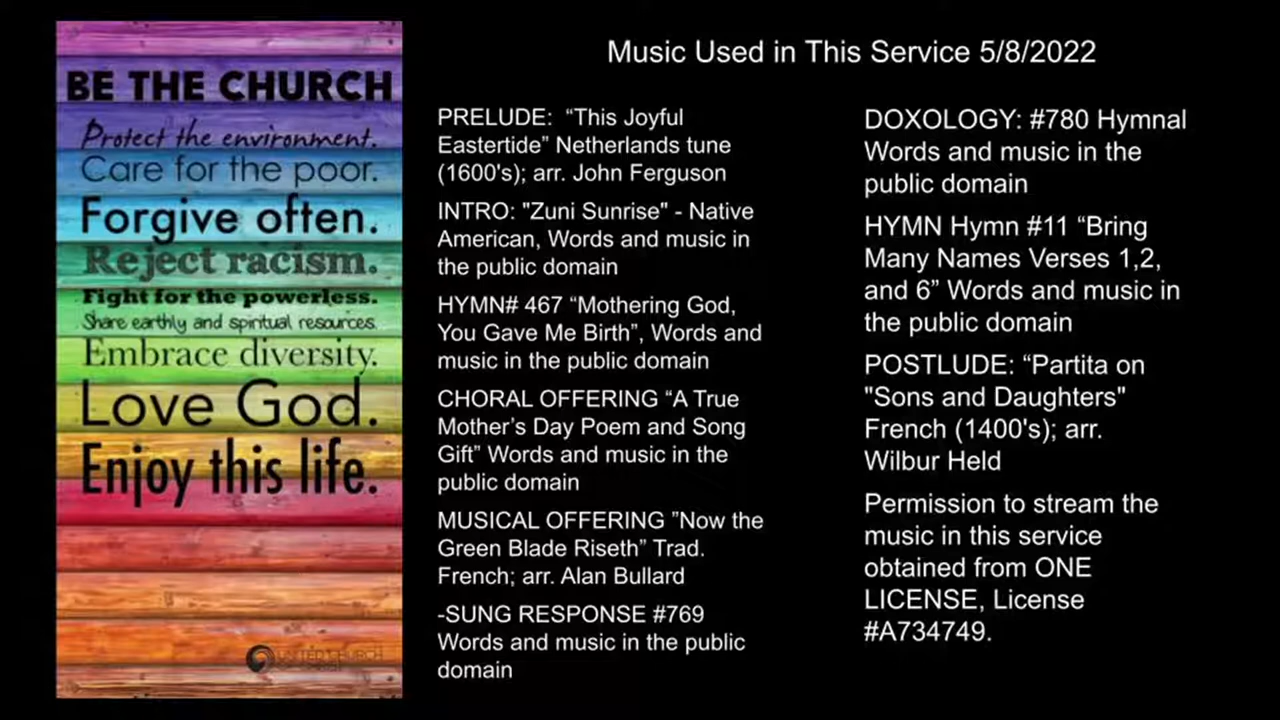 BE THE CHURCH
Protect the environment.
Care for the poor.
Forgive often.
Reject racism.
Fight for the powerless.
Share earthly and spiritual resources.
Embrace diversity.
Love God.
Enjoy this life.
UNITED CHURCH
Music Used in This Service 5/8/2022
PRELUDE:  “This Joyful
Eastertide” Netherlands tune
(1600's); arr. John Ferguson
INTRO: "Zuni Sunrise" - Native
American, Words and music in
the public domain
HYMN# 467 “Mothering God,
You Gave Me Birth”, Words and
music in the public domain
CHORAL OFFERING “A True
Mother’s Day Poem and Song
Gift” Words and music in the
public domain
MUSICAL OFFERING ”Now the
Green Blade Riseth” Trad.
French; arr. Alan Bullard
-SUNG RESPONSE #769
Words and music in the public
domain
DOXOLOGY: #780 Hymnal
Words and music in the
public domain
HYMN Hymn #11 “Bring
Many Names Verses 1,2,
and 6” Words and music in
the public domain
POSTLUDE: “Partita on
"Sons and Daughters"
French (1400's); arr.
Wilbur Held
Permission to stream the
music in this service
obtained from ONE
LICENSE, License
#A734749.